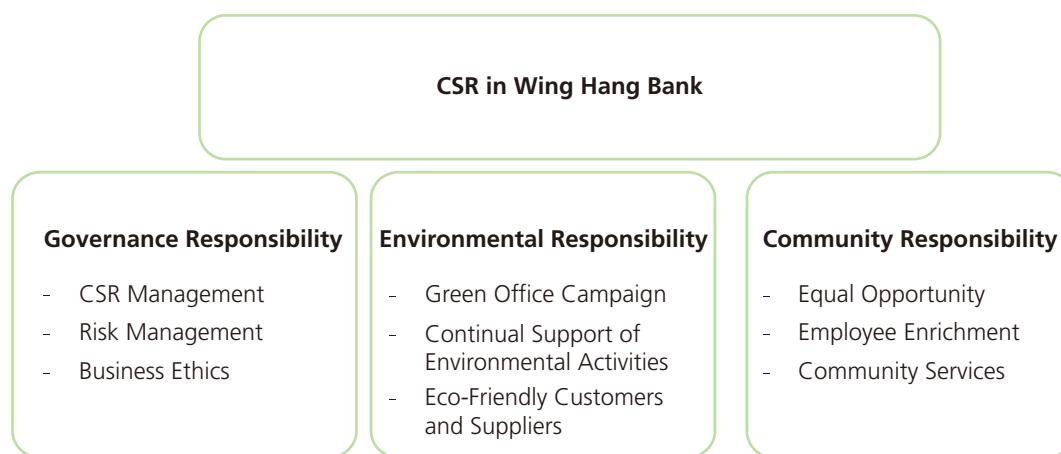 CSR in Wing Hang Bank
Governance Responsibility
- CSR Management
- Risk Management
- Business Ethics
Environmental Responsibility
- Green Office Campaign
- Continual Support of
Environmental Activities
- Eco-Friendly Customers
and Suppliers
Community Responsibility
- Equal Opportunity
- Employee Enrichment
- Community Services